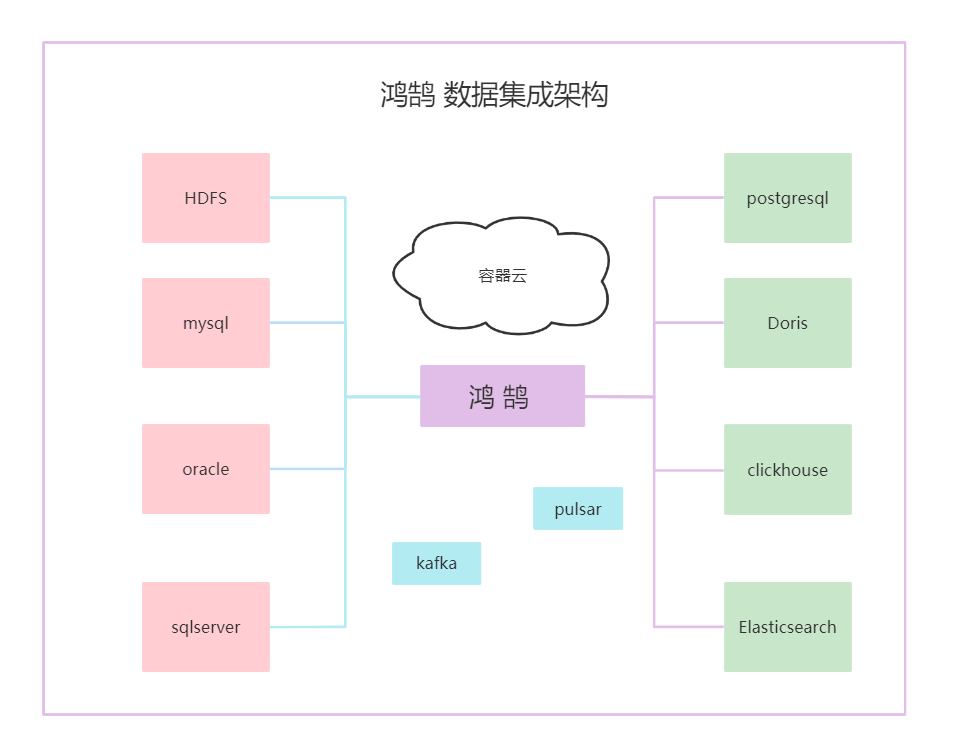 鸿鹄 数据集成架构
HDFS
postgresql
容器云
mysql
Doris
鸿 鹄
oracle
clickhouse
pulsar
kafka
sqlserver
Elasticsearch